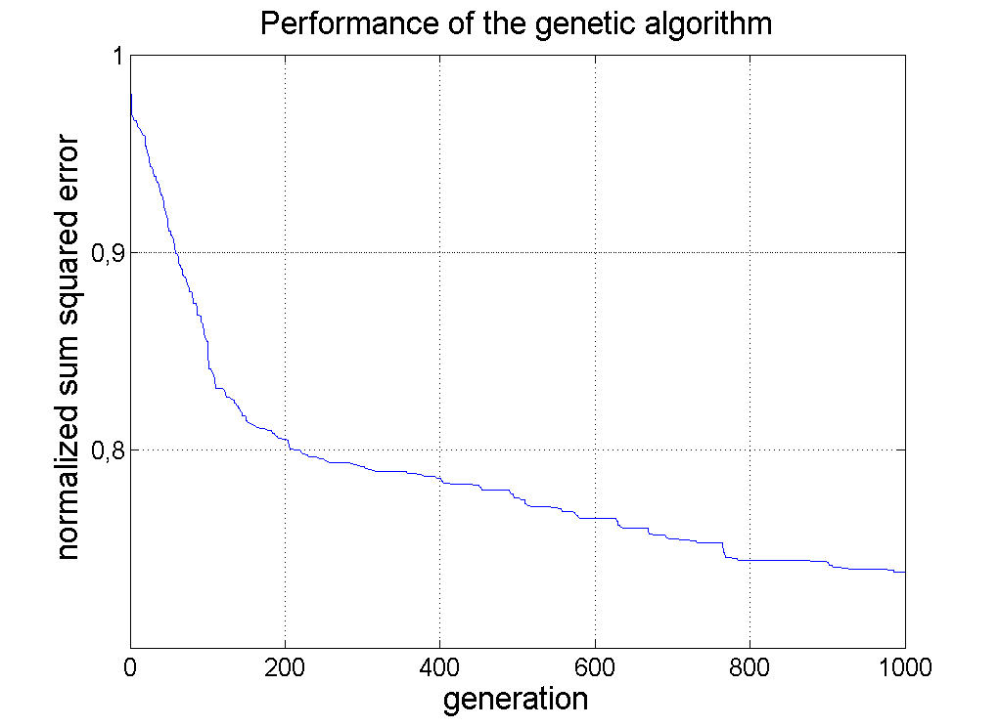 Performance of the genetic algorithm
normalized sum squared error
1
0,9
0,8
0 200 400 600 800 1000
generation